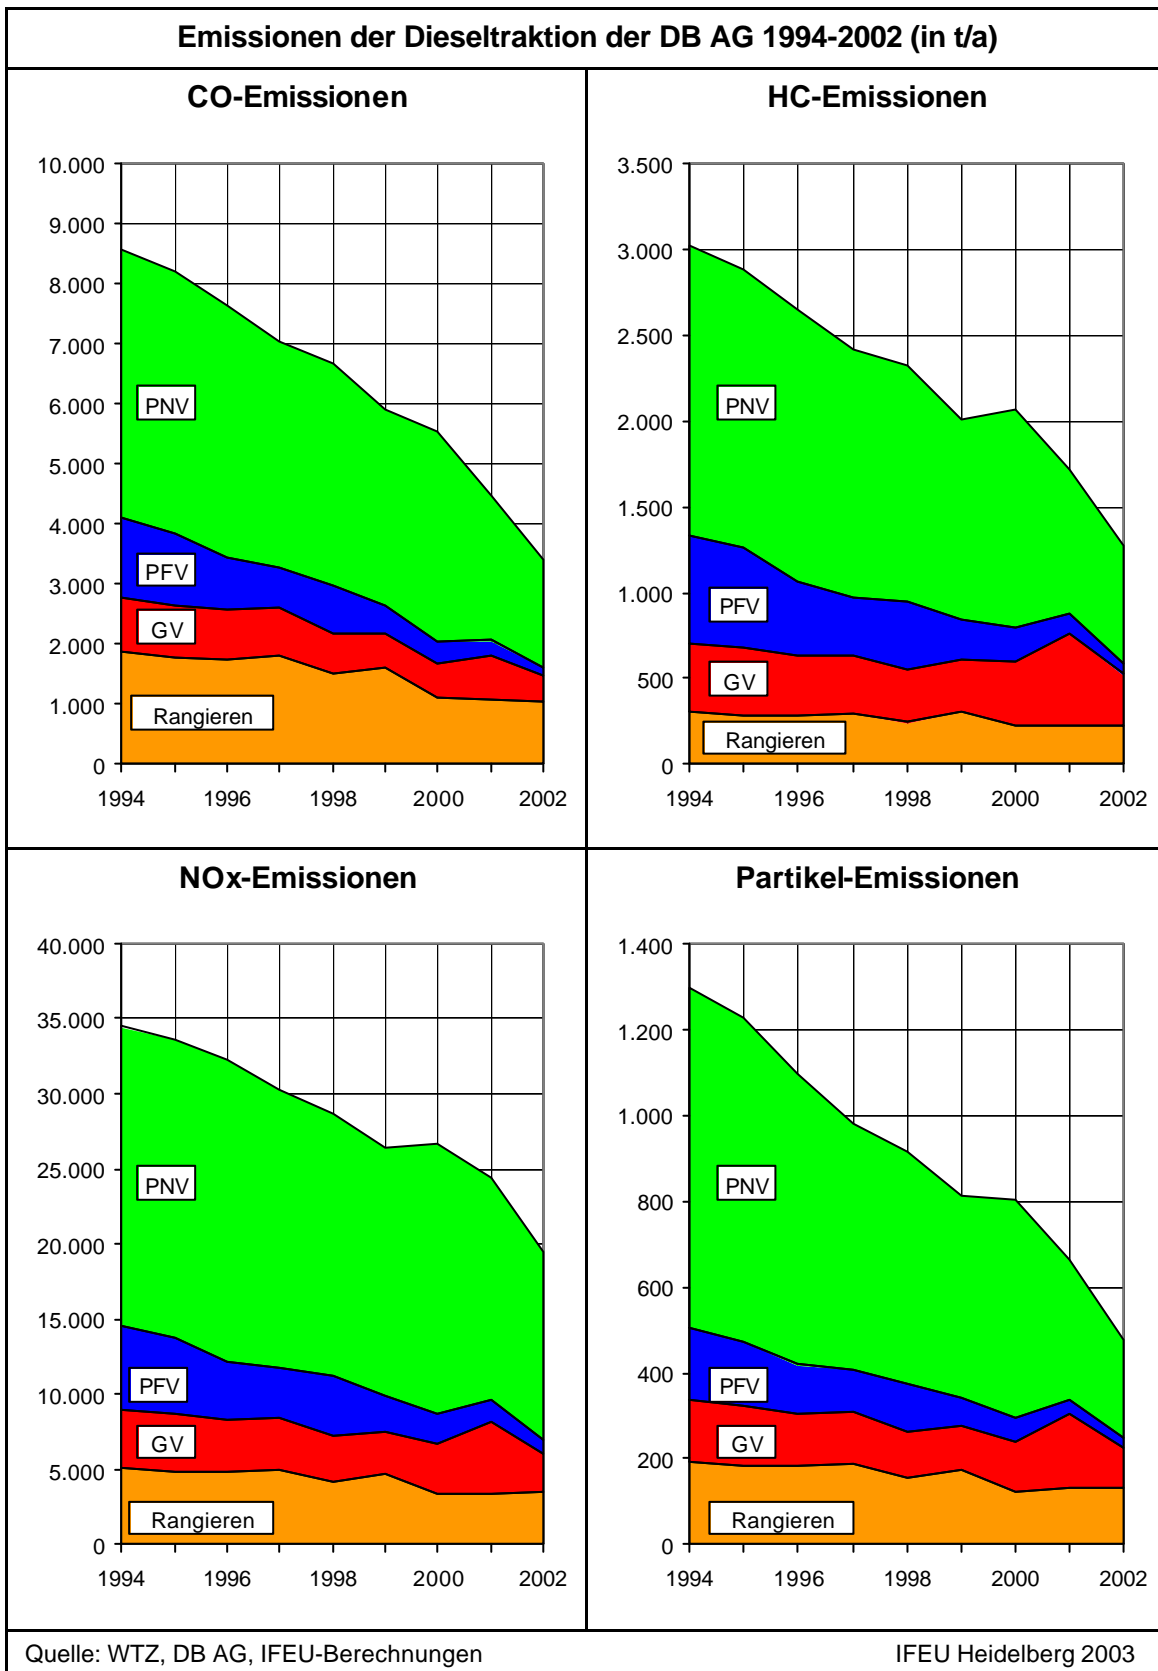 Emissionen der Dieseltraktion der DB AG 1994-2002 (in t/a)
CO-Emissionen
10.000
9.000
8.000
7.000
6.000
5.000
4.000
3.000
2.000
1.000
0
PNV
PFV
GV
Rangieren
1994 1996 1998 2000 2002
HC-Emissionen
3.500
3.000
2.500
2.000
1.500
1.000
500
0
PNV
PFV
GV
Rangieren
1994 1996 1998 2000 2002
NOx-Emissionen
40.000
35.000
30.000
25.000
20.000
15.000
10.000
5.000
0
PNV
PFV
GV
Rangieren
1994 1996 1998 2000 2002
Partikel-Emissionen
1.400
1.200
1.000
800
600
400
200
0
PNV
PFV
GV
Rangieren
1994 1996 1998 2000 2002
Quelle: WTZ, DB AG, IFEU-Berechnungen IFEU Heidelberg 2003